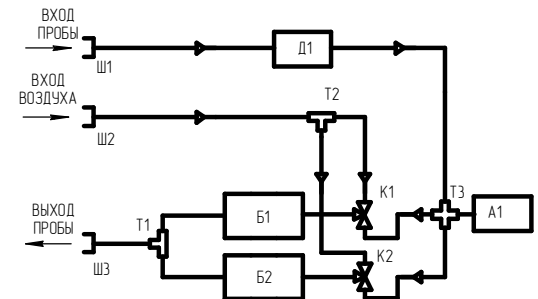 ВХОД
ПРОБЫ
Ш1
Д1
ВХОД
ВОЗДУХА
Ш2
Т2
К1
Т3
А1
ВЫХОД
ПРОБЫ
Т1
Б1
Ш3
Б2
К2